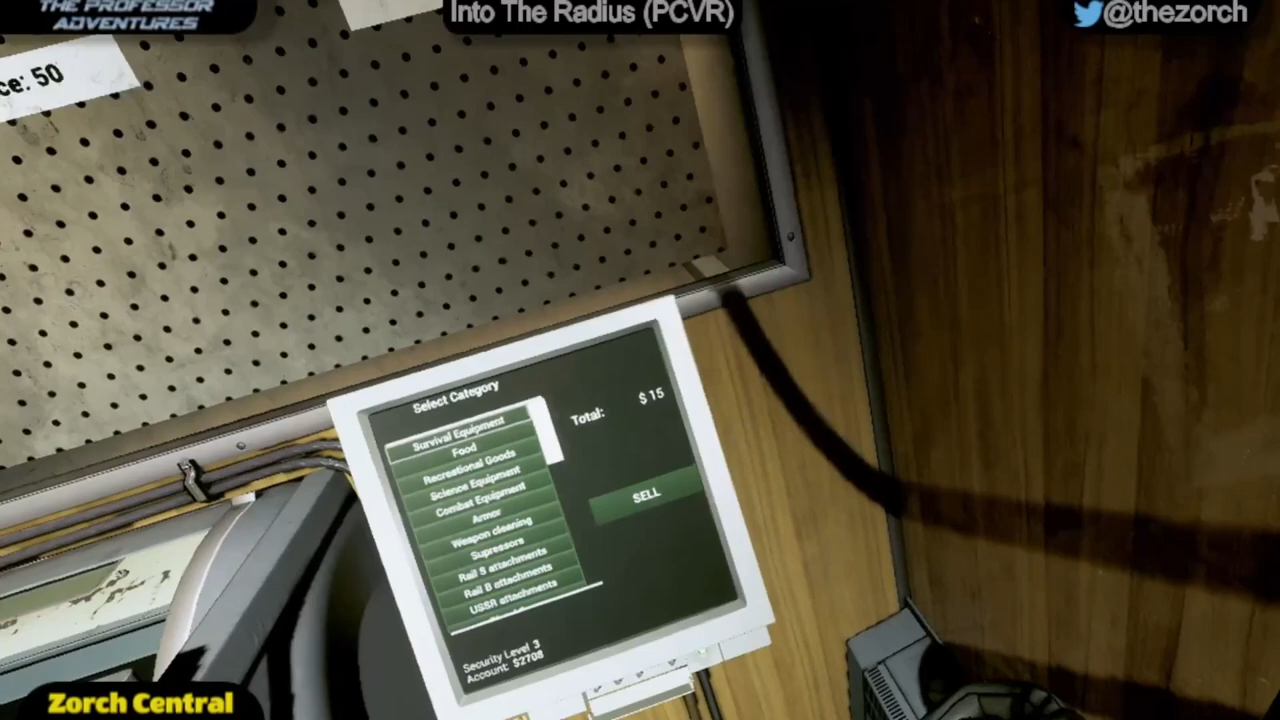 THE PROFESSOR
ADVENTURES
Into The Radius (PCVR)
@thezorch
ce: 50
Select Category
Survival Equipment
Food
Recreational Goods
Science Equipment
Combat Equipment
Armor
Weapon cleaning
Supressors
Rail S attachments
Rail B attachments
USSR attachments
Total: $ 15
SELL
Security Level 3
Account: $2708
Zorch Central